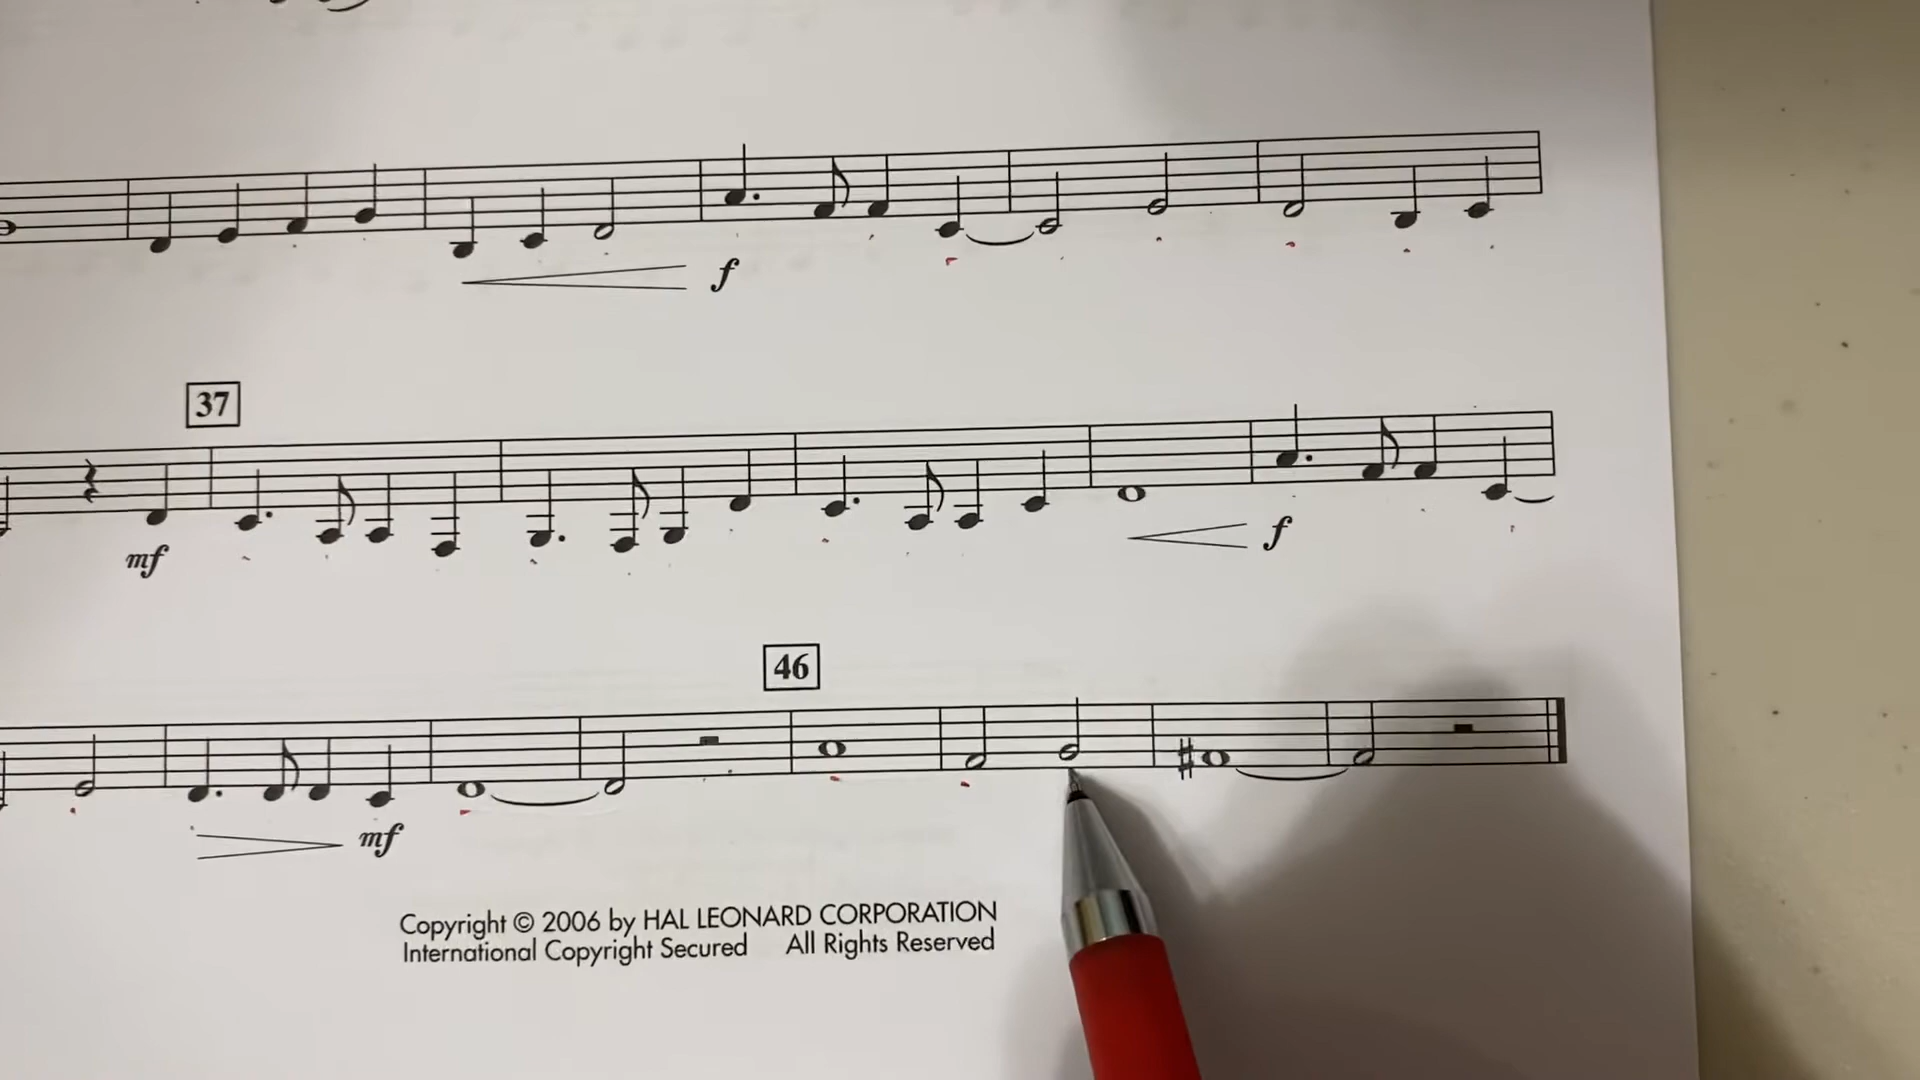 f
37
mf
f
46
mf
Copyright © 2006 by HAL LEONARD CORPORATION
International Copyright Secured All Rights Reserved